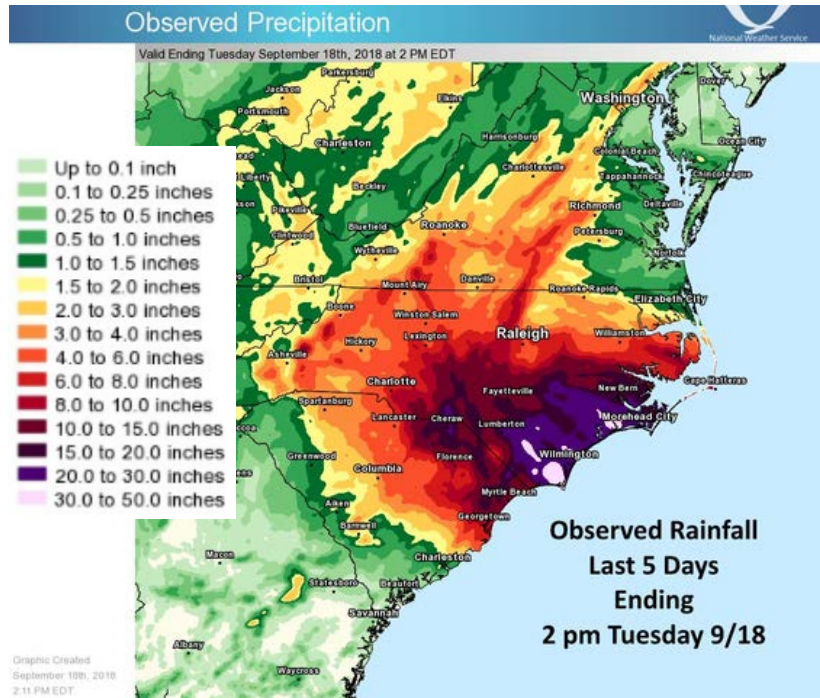 Observed Precipitation
National Weather Service
Valid Ending Tuesday September 18th, 2018 at 2 PM EDT
Parkersburg
Jackson
Portsmouth
Elkins
Washington
Dover
Charleston
Harrisonburg
Ocean City
Colonial Beach
Charlottesville
Tappahannock
Chincoteague
Liberty
Beckley
Pikeville
Richmond
Deltaville
Roanoke
Bluefield
Petersburg
Clintwood
Wytheville
Norfolk
Bristol
Mount Airy
Danville
Roanoke Rapids
Elizabeth City
Boone
Winston Salem
Raleigh
Williamston
Hickory
Lexington
Asheville
Charlotte
Fayetteville
New Bern
Cape Hatteras
Spartanburg
Lancaster
Cheraw
Lumberton
Morehead City
Greenwood
Florence
Wilmington
Columbia
Myrtle Beach
Aiken
Georgetown
Barnwell
Macon
Charleston
Statesboro
Beaufort
Savannah
Albany
Waycross
Up to 0.1 inch
0.1 to 0.25 inches
0.25 to 0.5 inches
0.5 to 1.0 inches
1.0 to 1.5 inches
1.5 to 2.0 inches
2.0 to 3.0 inches
3.0 to 4.0 inches
4.0 to 6.0 inches
6.0 to 8.0 inches
8.0 to 10.0 inches
10.0 to 15.0 inches
15.0 to 20.0 inches
20.0 to 30.0 inches
30.0 to 50.0 inches
Observed Rainfall
Last 5 Days
Ending
2 pm Tuesday 9/18
Graphic Created
September 18th, 2018
2:11 PM EDT